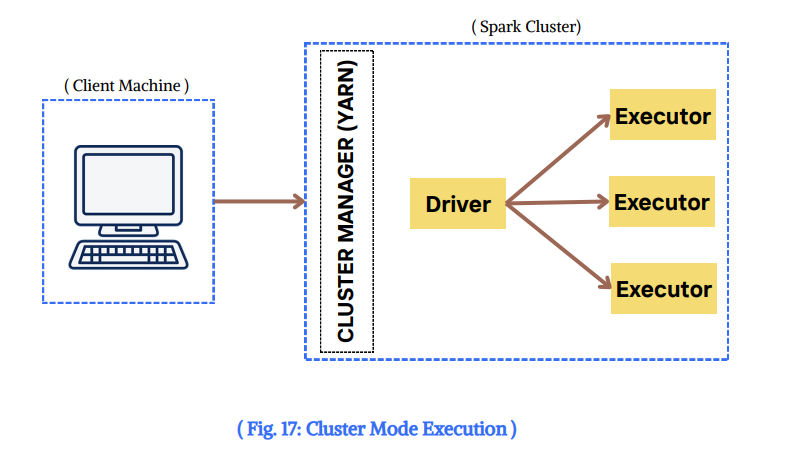 ( Spark Cluster)
( Client Machine )
CLUSTER MANAGER (YARN)
Driver
Executor
Executor
Executor
( Fig. 17: Cluster Mode Execution )